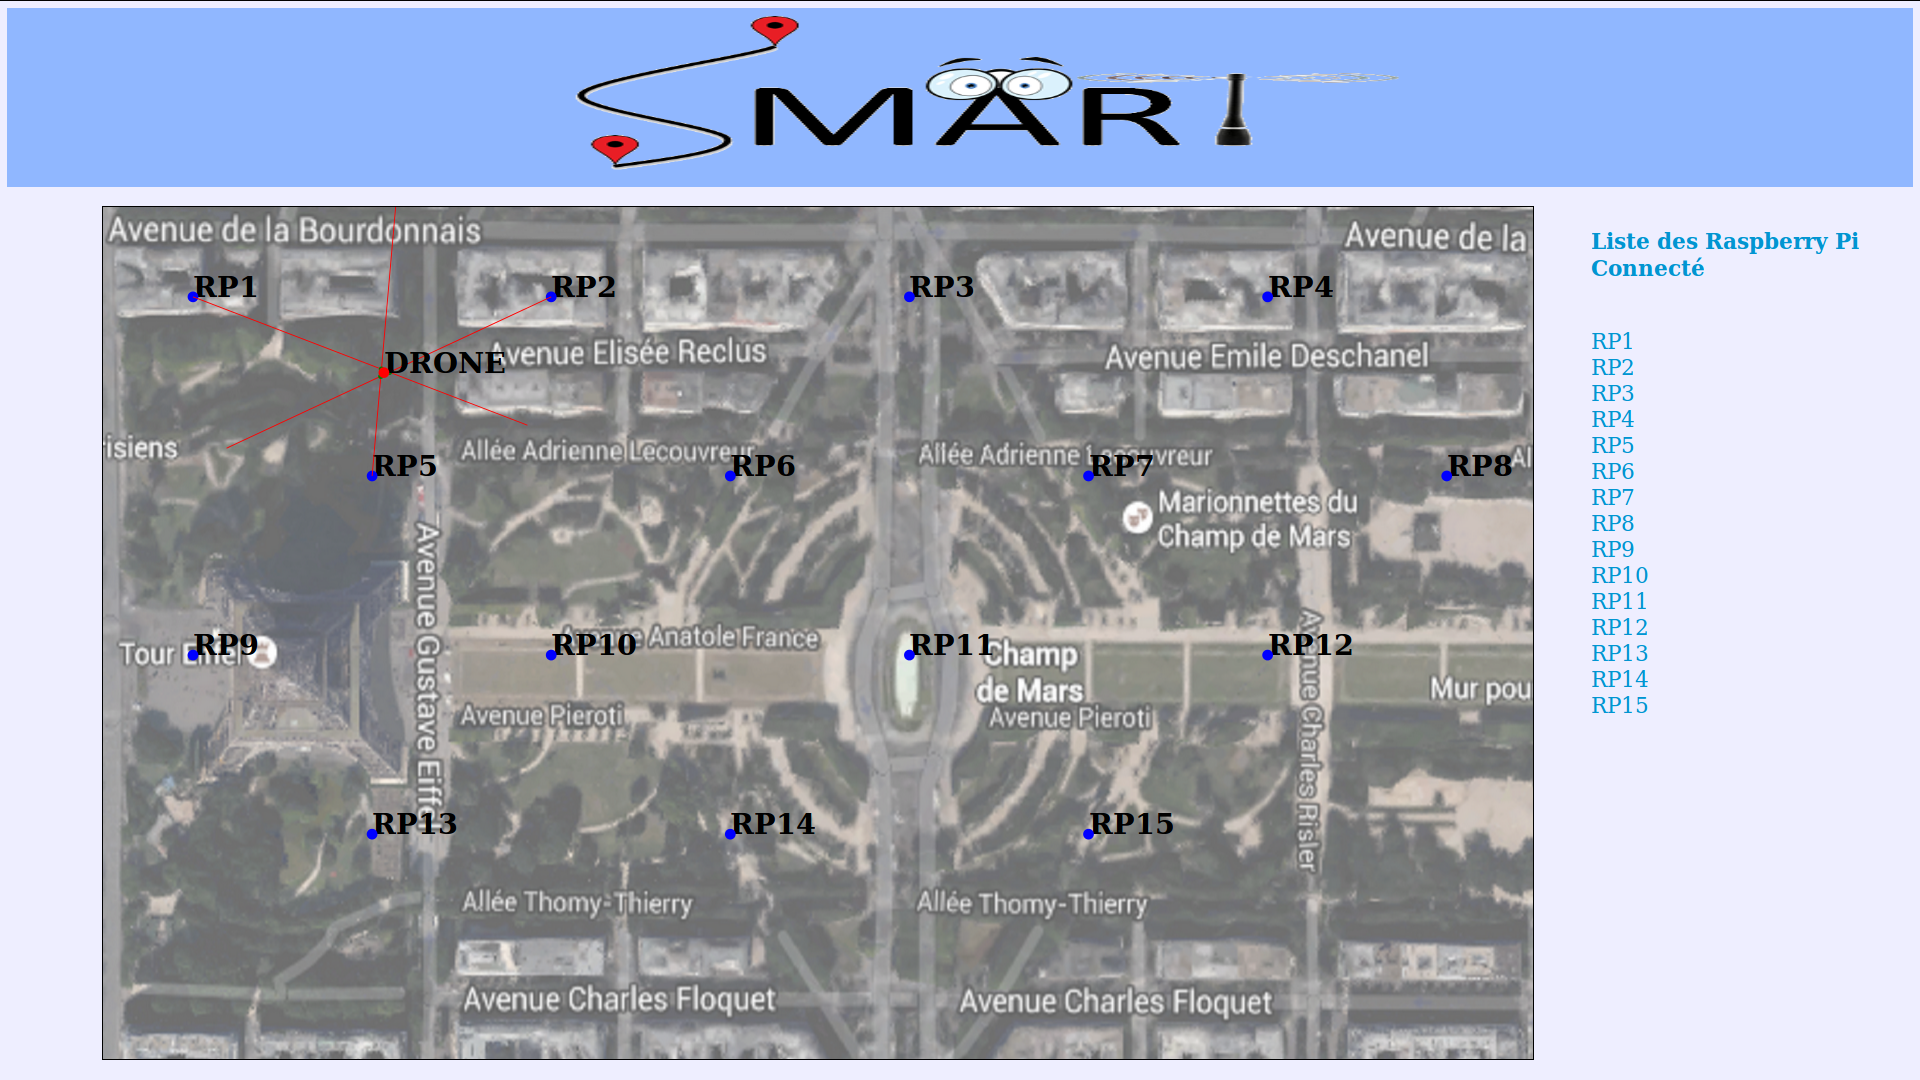 SMART
Avenue de la Bourdonnais
Avenue de la
RP1
RP2
RP3
RP4
DRONE
Avenue Elisée Reclus
Avenue Emile Deschanel
isiens
Allée Adrienne Lecouvreur
Allée Adrienne Lecouvreur
Al
RP5
RP6
RP7
RP8
Marionnettes du
Champ de Mars
Avenue Gustave Eiffel
Tour Eiffel
RP9
RP10
Avenue Anatole France
RP11
Champ
de Mars
RP12
Avenue Charles Risler
Mur pou
Avenue Pieroti
Avenue Pieroti
RP13
RP14
RP15
Allée Thomy-Thierry
Allée Thomy-Thierry
Avenue Charles Floquet
Avenue Charles Floquet
Liste des Raspberry Pi
Connecté
RP1
RP2
RP3
RP4
RP5
RP6
RP7
RP8
RP9
RP10
RP11
RP12
RP13
RP14
RP15